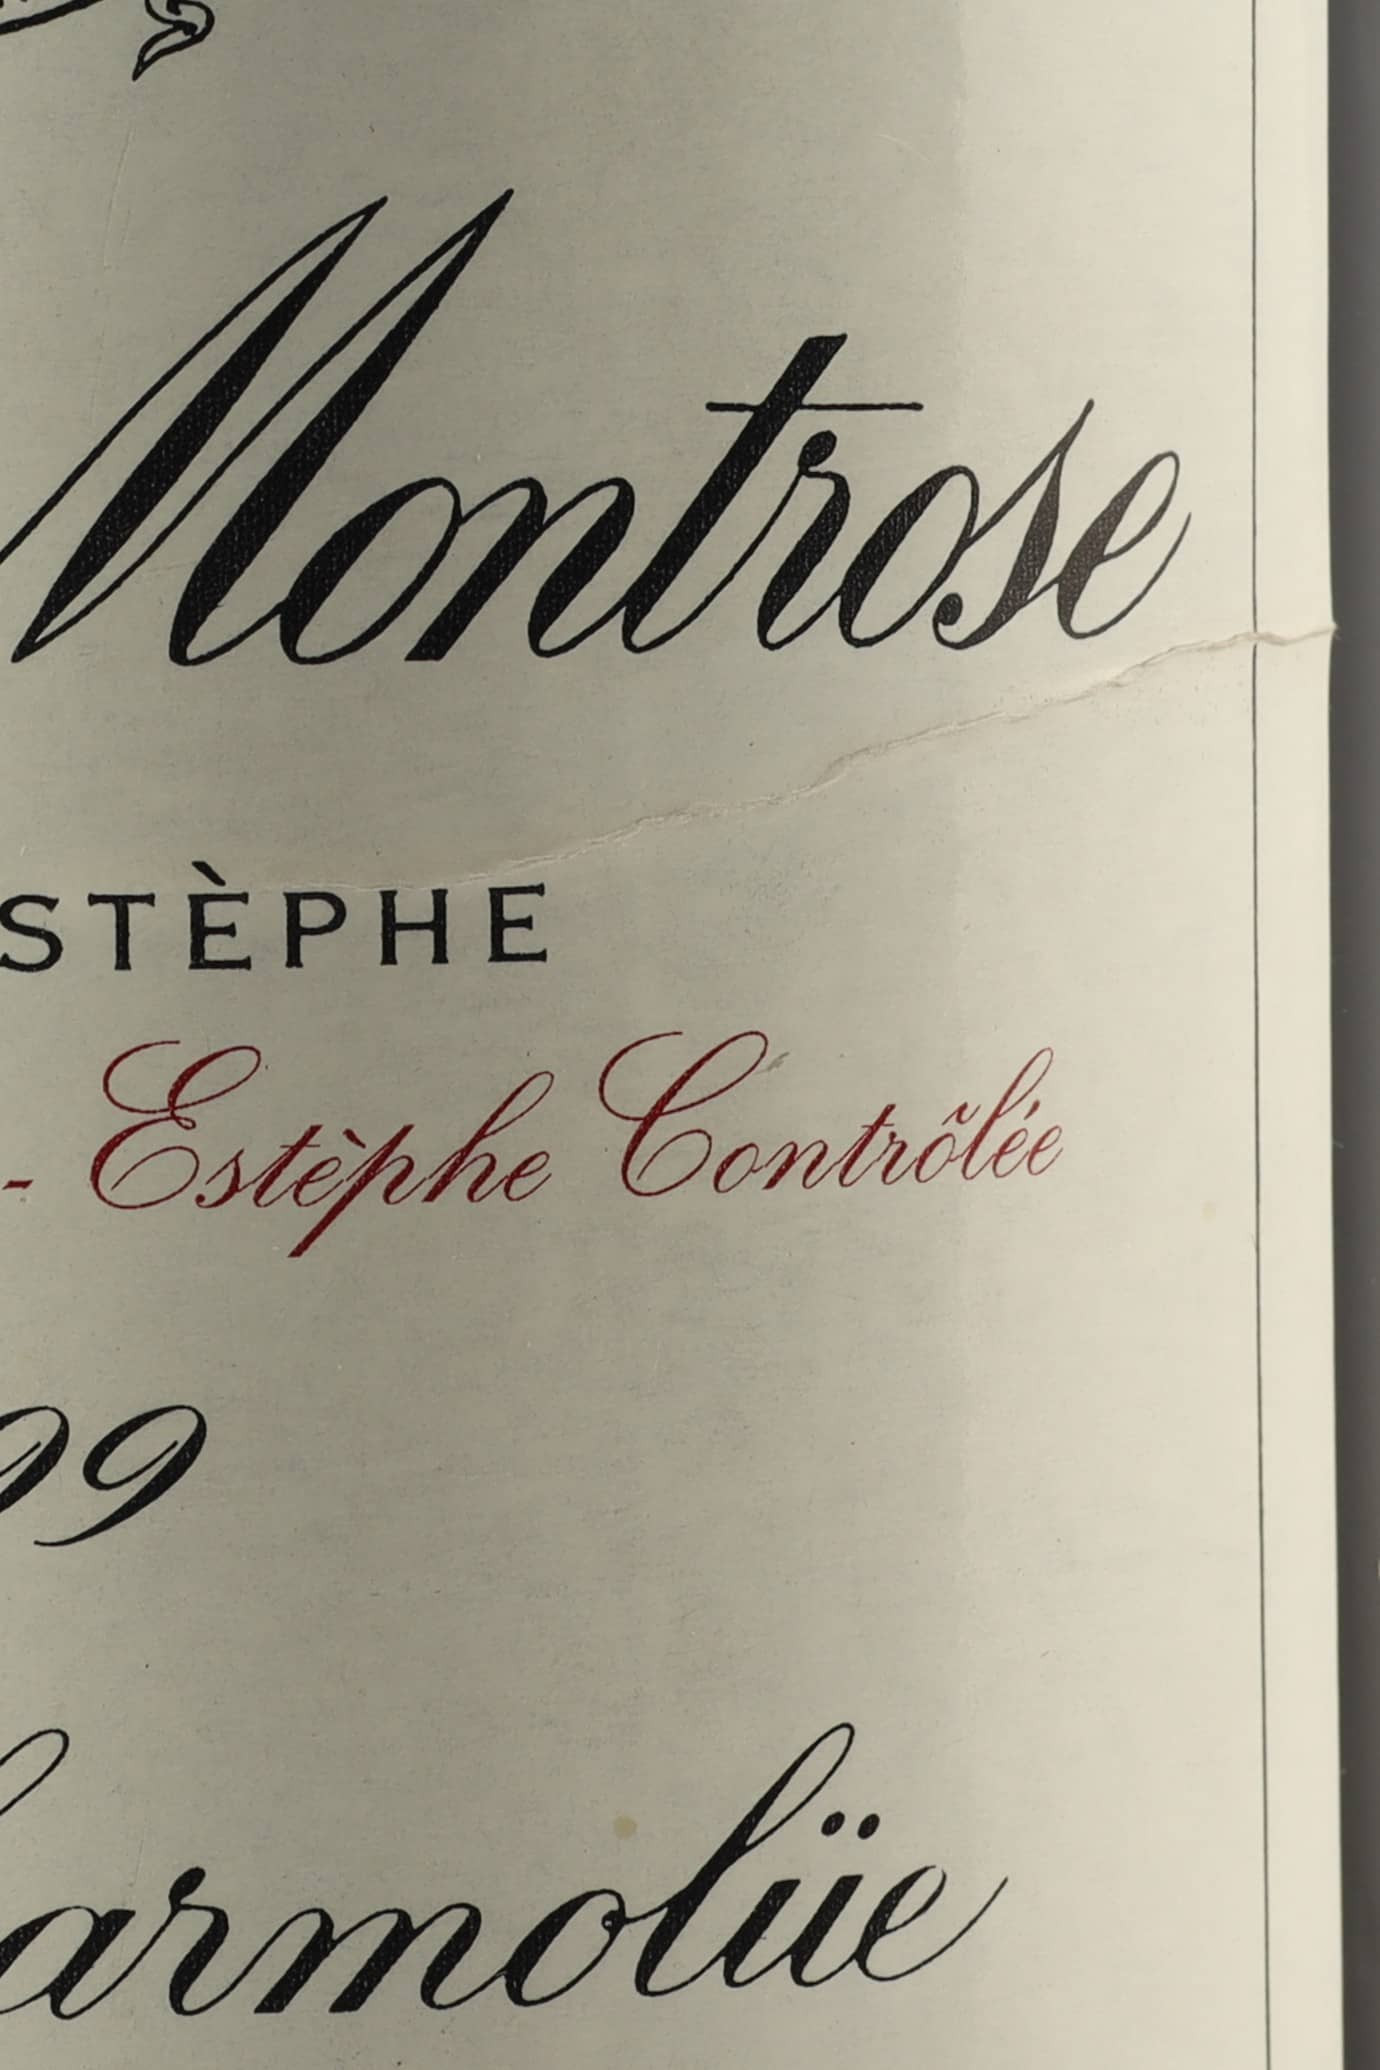 Montrose
STÈPHE
- Estèphe Contrôlée
99
armolüe